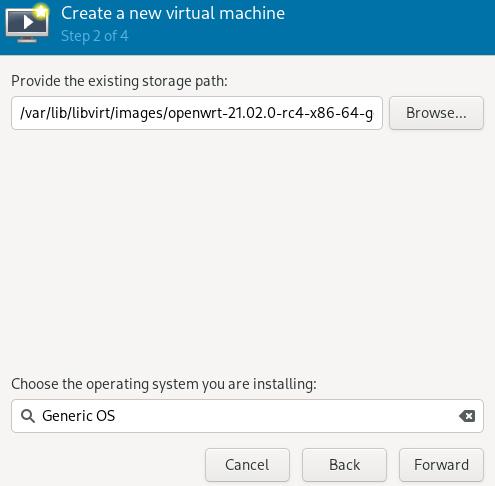 Create a new virtual machine
Step 2 of 4
Provide the existing storage path:
/var/lib/libvirt/images/openwrt-21.02.0-rc4-x86-64-g
Browse...
Choose the operating system you are installing:
Generic OS
Cancel
Back
Forward